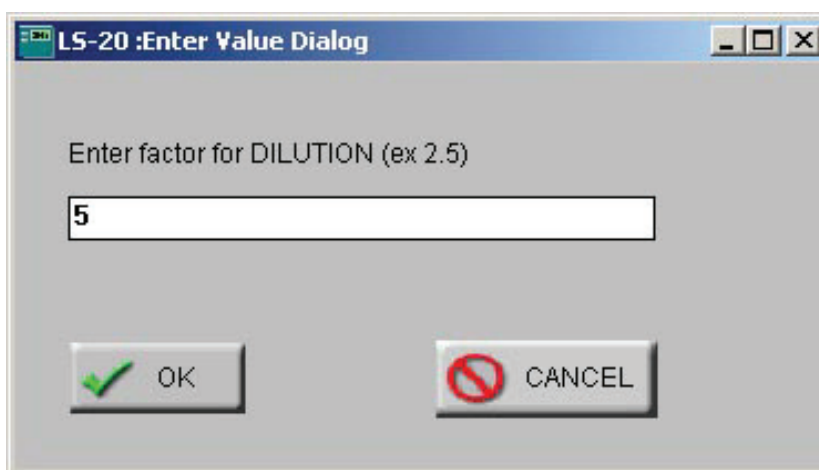 LS-20 :Enter Value Dialog
Enter factor for DILUTION (ex 2.5)
5
OK
CANCEL